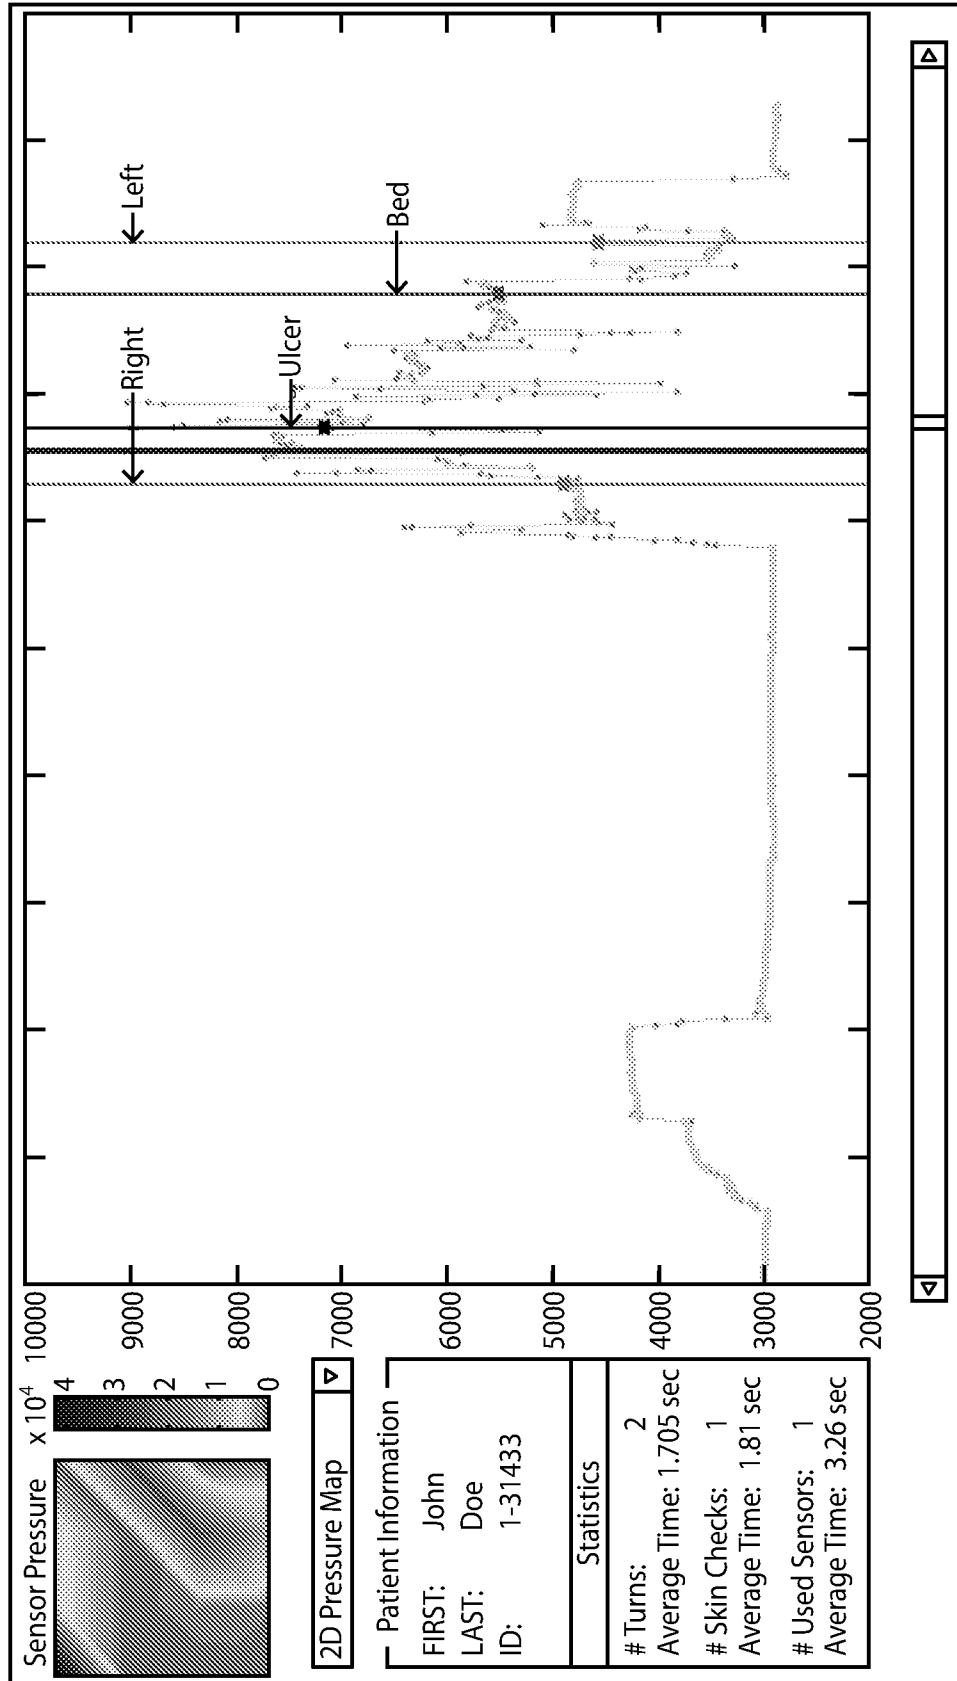 Sensor Pressure
x 10⁴
4
3
2
1
0
2D Pressure Map
Patient Information
FIRST: John
LAST: Doe
ID: 1-31433
Statistics
# Turns: 2
Average Time: 1.705 sec
# Skin Checks: 1
Average Time: 1.81 sec
# Used Sensors: 1
Average Time: 3.26 sec
10000
9000
8000
7000
6000
5000
4000
3000
2000
Right
Left
Ulcer
Bed